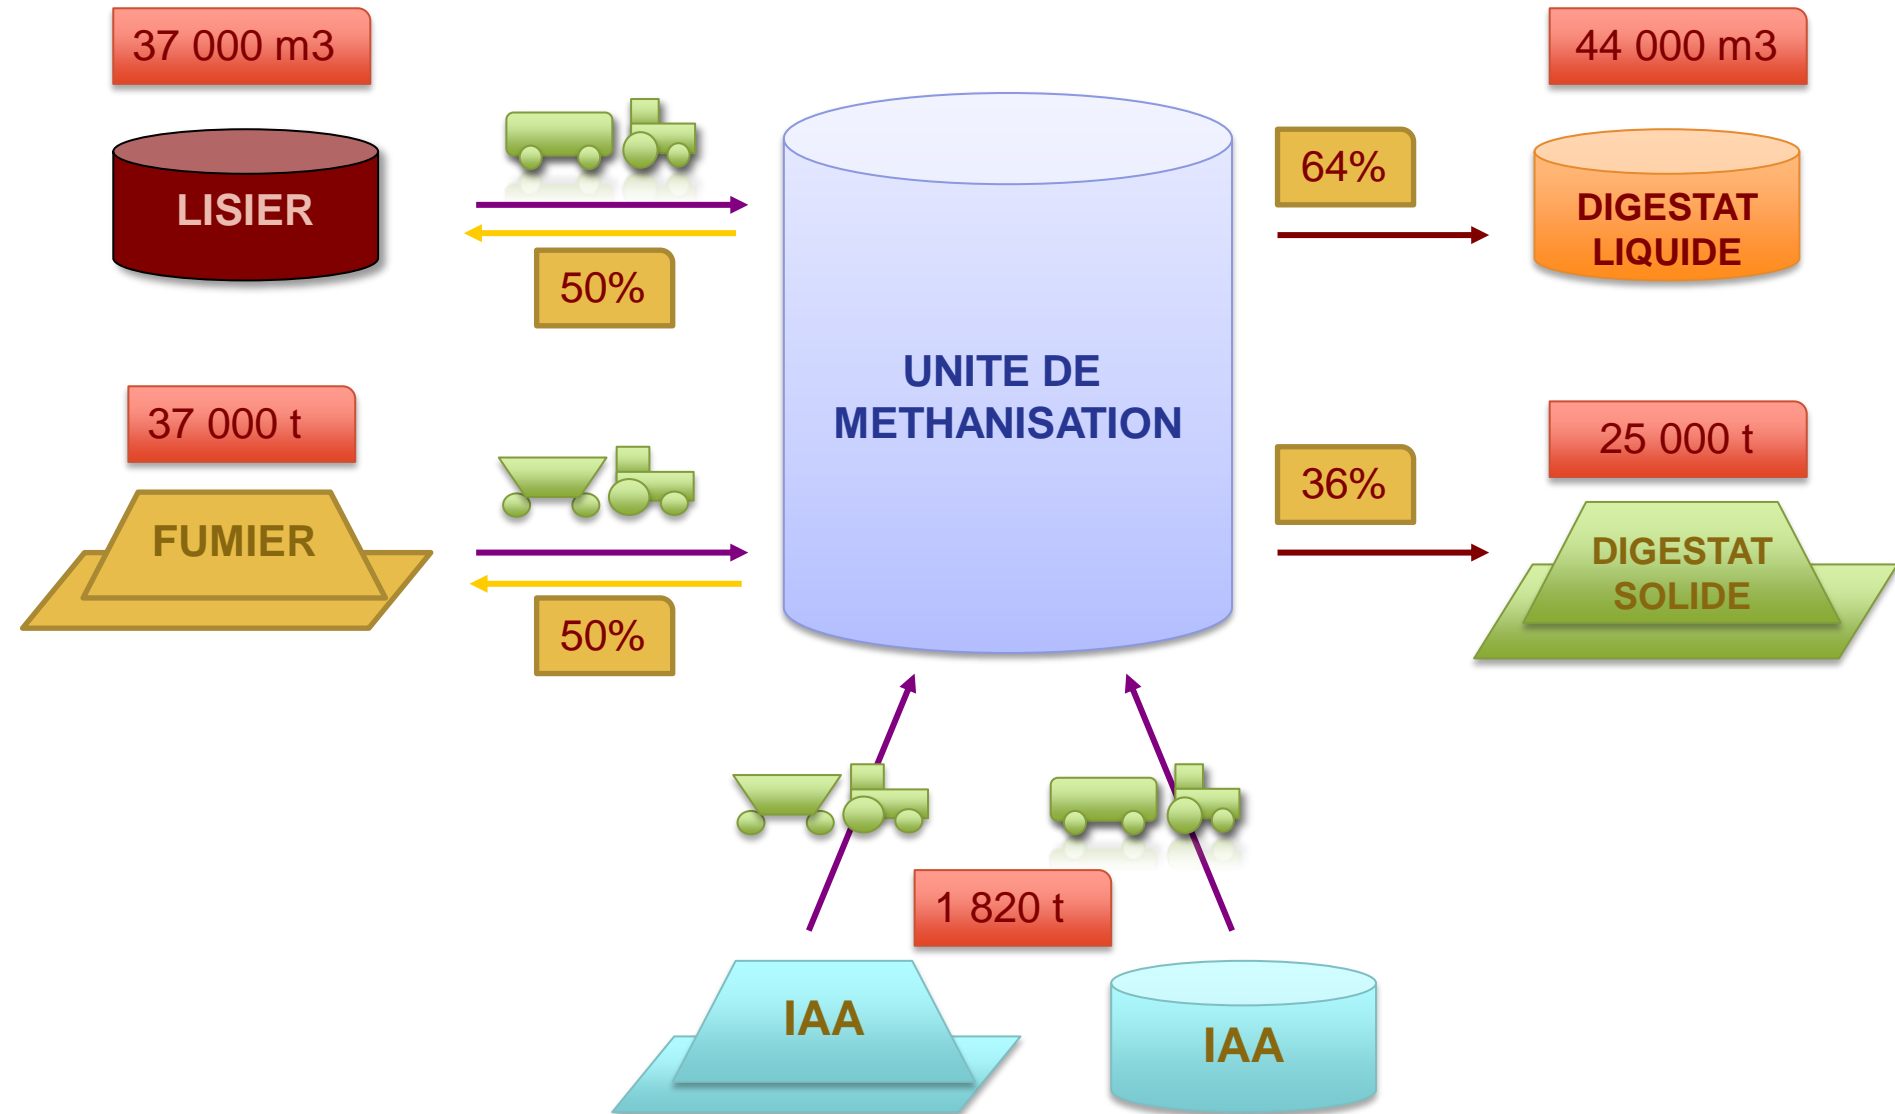 37 000 m3
LISIER
50%
37 000 t
FUMIER
50%
UNITE DE
METHANISATION
64%
44 000 m3
DIGESTAT
LIQUIDE
36%
25 000 t
DIGESTAT
SOLIDE
1 820 t
IAA
IAA